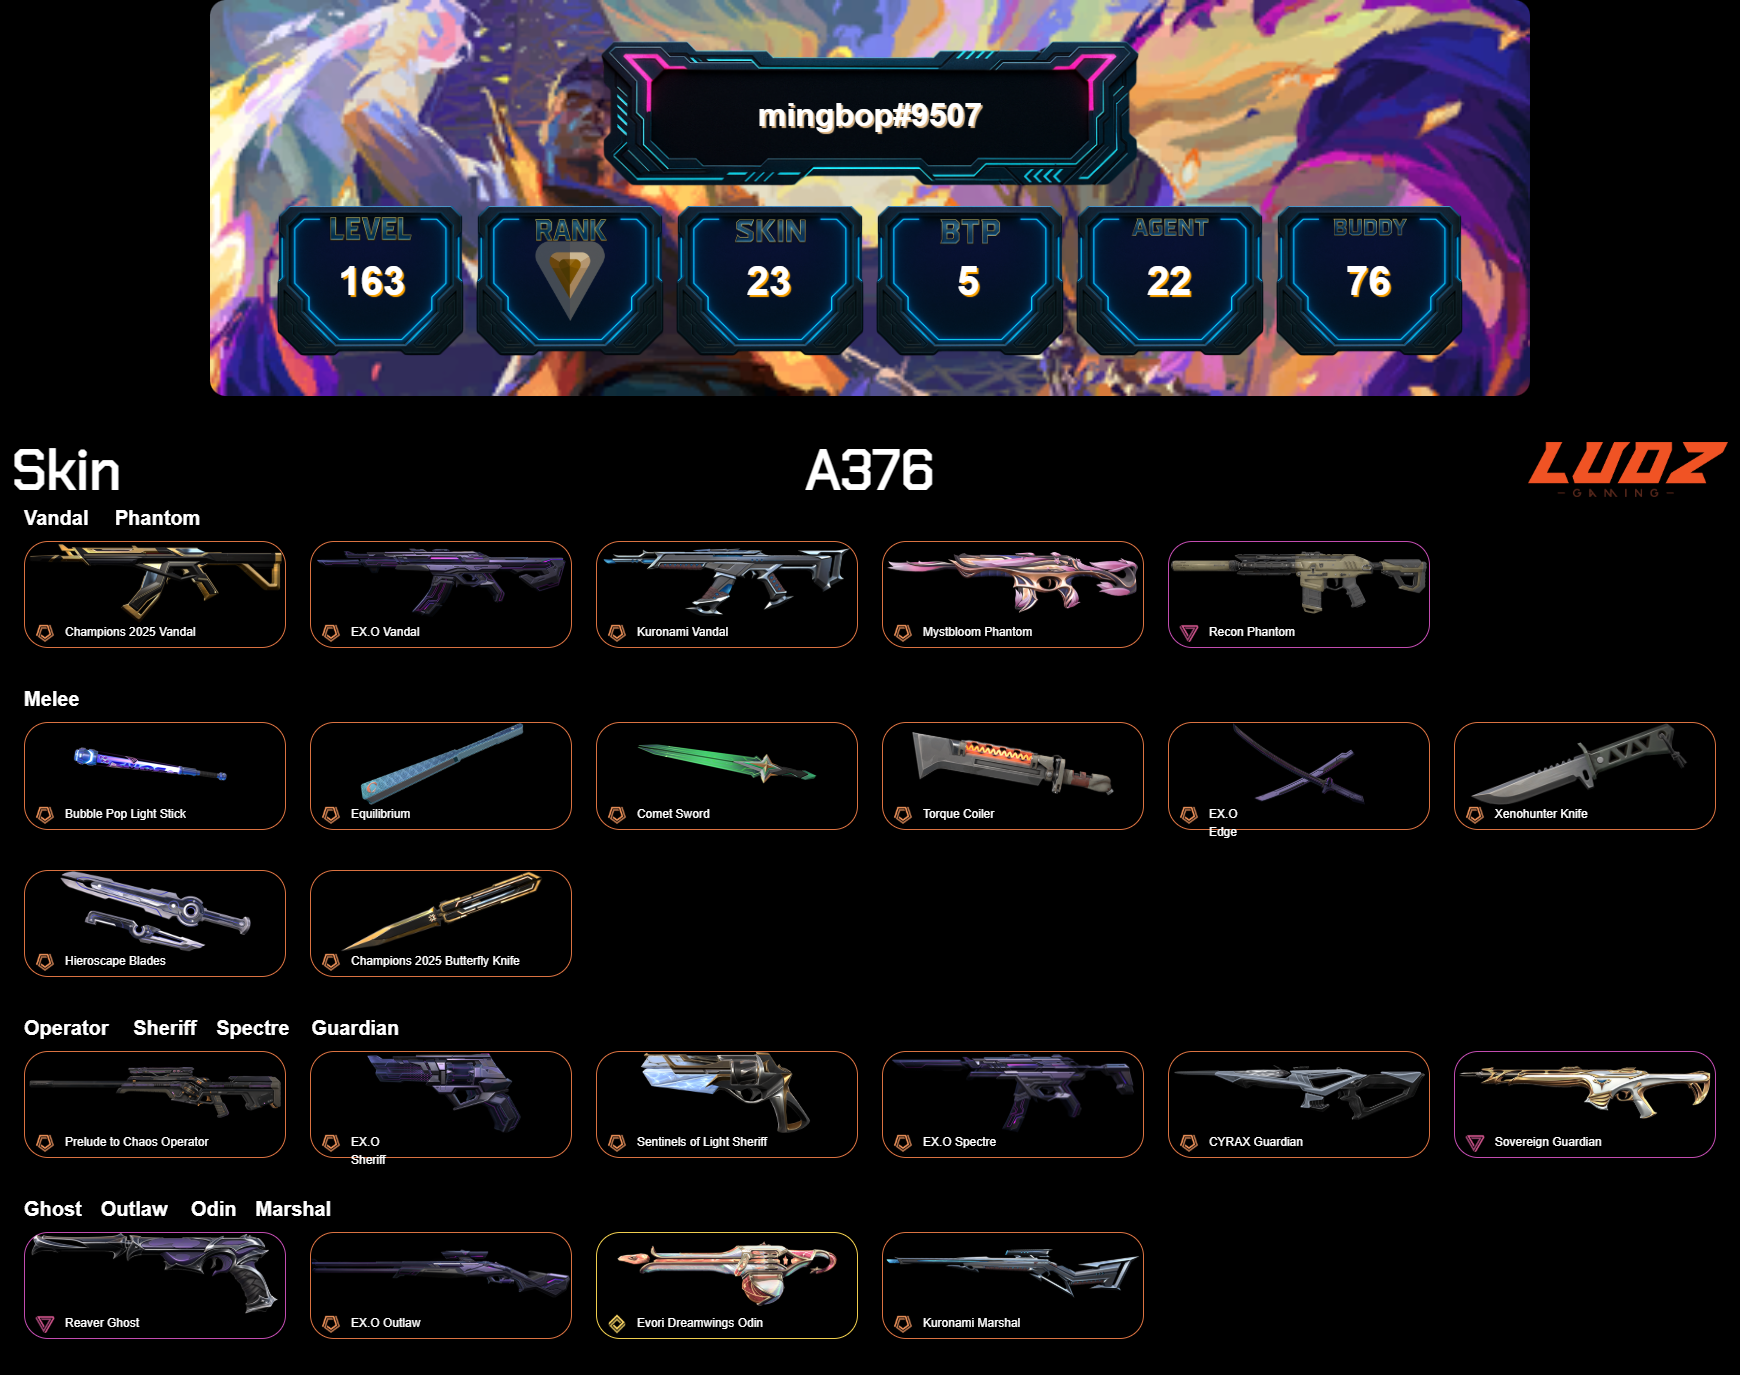 mingbop#9507
LEVEL RANK SKIN BTP AGENT BUDDY
163 23 5 22 76
Skin A376 LUDZ
-GAMING-
Vandal Phantom
Champions 2025 Vandal EX.O Vandal Kuronami Vandal Mystbloom Phantom Recon Phantom
Melee
Bubble Pop Light Stick Equilibrium Comet Sword Torque Coiler EX.O Xenohunter Knife
Edge
Hieroscape Blades Champions 2025 Butterfly Knife
Operator Sheriff Spectre Guardian
Prelude to Chaos Operator EX.O Sentinels of Light Sheriff EX.O Spectre CYRAX Guardian Sovereign Guardian
Sheriff
Ghost Outlaw Odin Marshal
Reaver Ghost EX.O Outlaw Evori Dreamwings Odin Kuronami Marshal